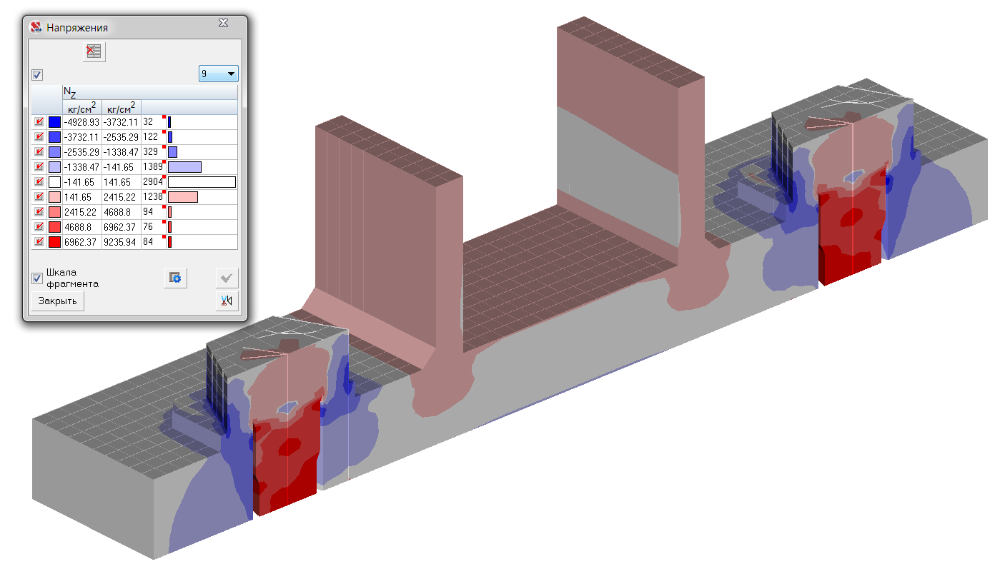 Напряжения
9
NZ
кг/см2 кг/см2
-4928.93 -3732.11 32
-3732.11 -2535.29 122
-2535.29 -1338.47 329
-1338.47 -141.65 1389
-141.65 141.65 2904
141.65 2415.22 1238
2415.22 4688.8 94
4688.8 6962.37 76
6962.37 9235.94 84
Шкала
фрагмента
Закрыть